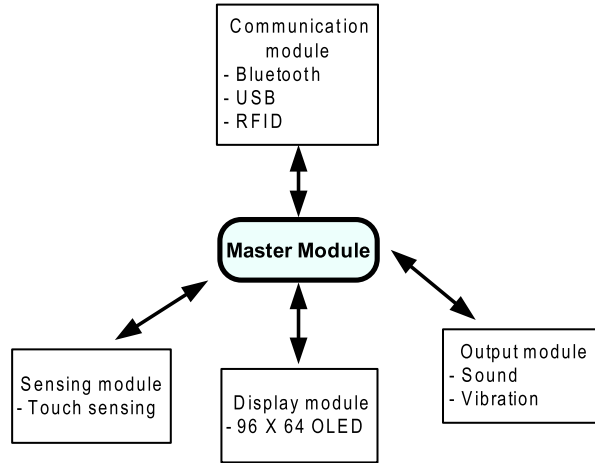 Communication
module
- Bluetooth
- USB
- RFID
Master Module
Sensing module
- Touch sensing
Display module
- 96 X 64 OLED
Output module
- Sound
- Vibration